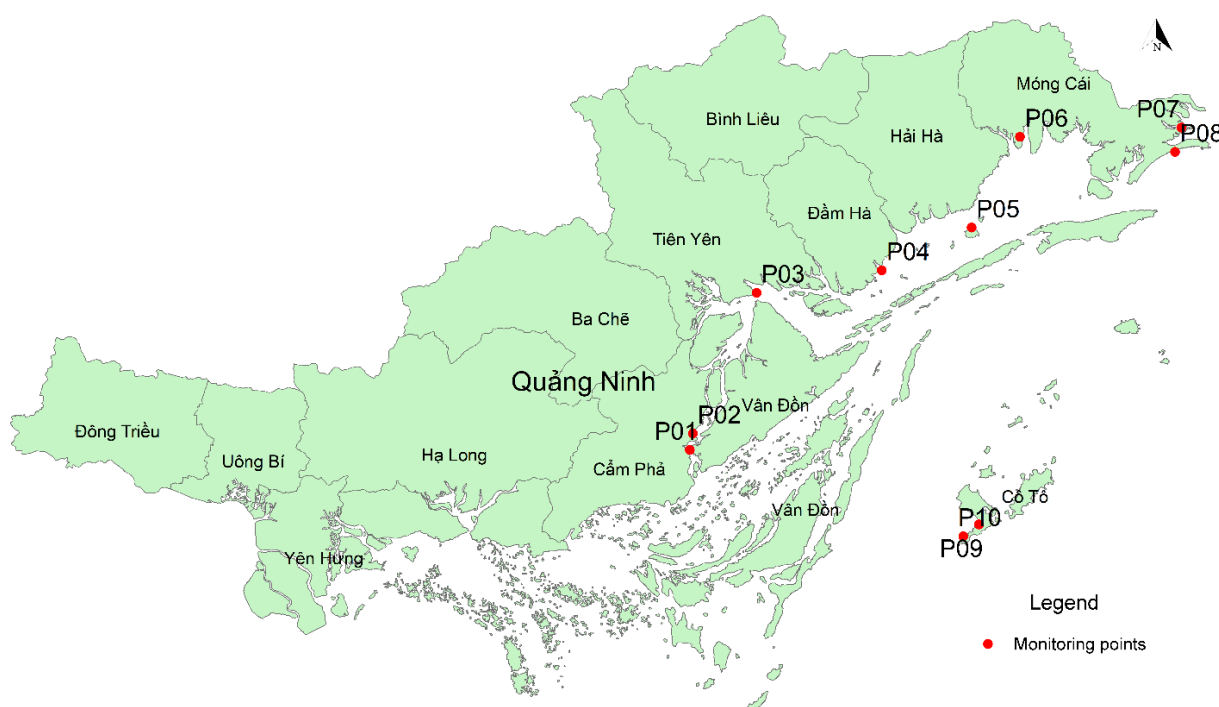 N
Móng Cái
P07
Bình Liêu
P06
Hải Hà
P08
Đầm Hà
P05
Tiên Yên
P04
P03
Ba Chẽ
Quảng Ninh
Vân Đồn
P02
Đông Triều
P01
Hạ Long
Uông Bí
Cẩm Phả
Cô Tô
Vân Đồn
P10
P09
Yên Hưng
Legend
Monitoring points